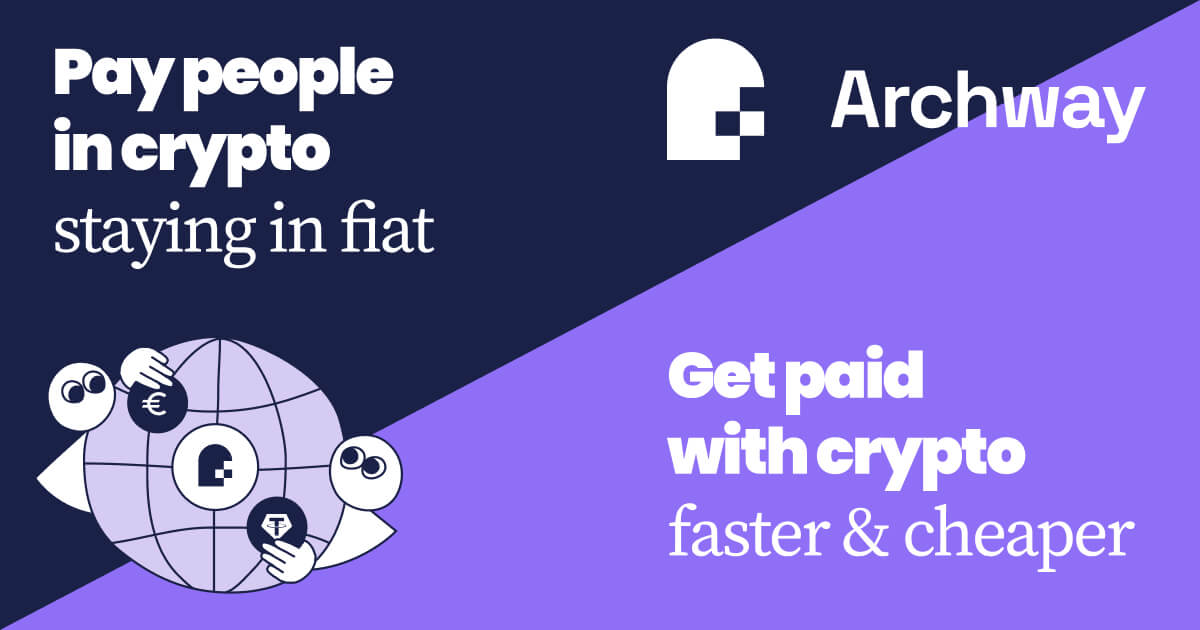 Pay people
in crypto
staying in fiat
Archway
€
Get paid
with crypto
faster & cheaper